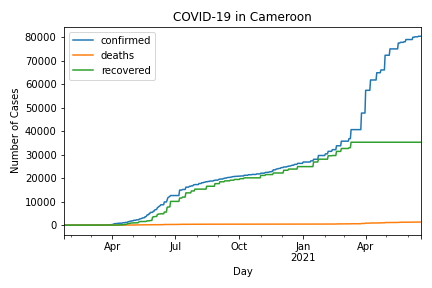 COVID-19 in Cameroon
confirmed
deaths
recovered
Number of Cases
80000
70000
60000
50000
40000
30000
20000
10000
0
Apr
Jul
Oct
Jan
2021
Apr
Day